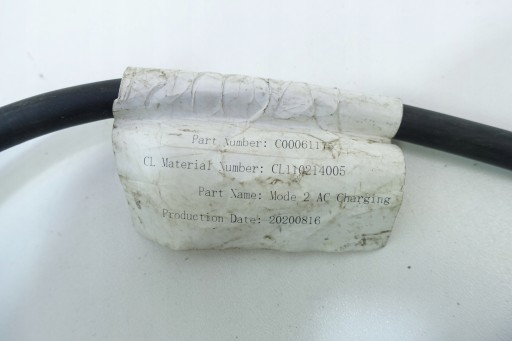 Part Number: C0006111
CL Material Number: CL110214005
Part Name: Mode 2 AC Charging
Production Date: 20200816